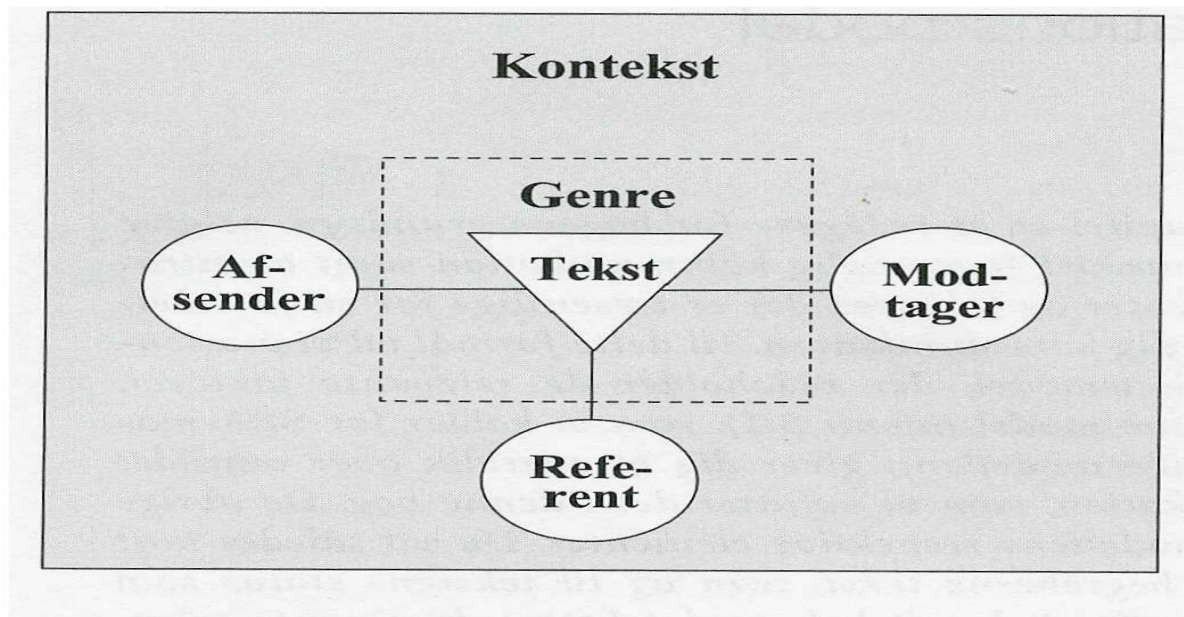 Kontekst
Genre
Af-
sender
Tekst
Mod-
tager
Refe-
rent